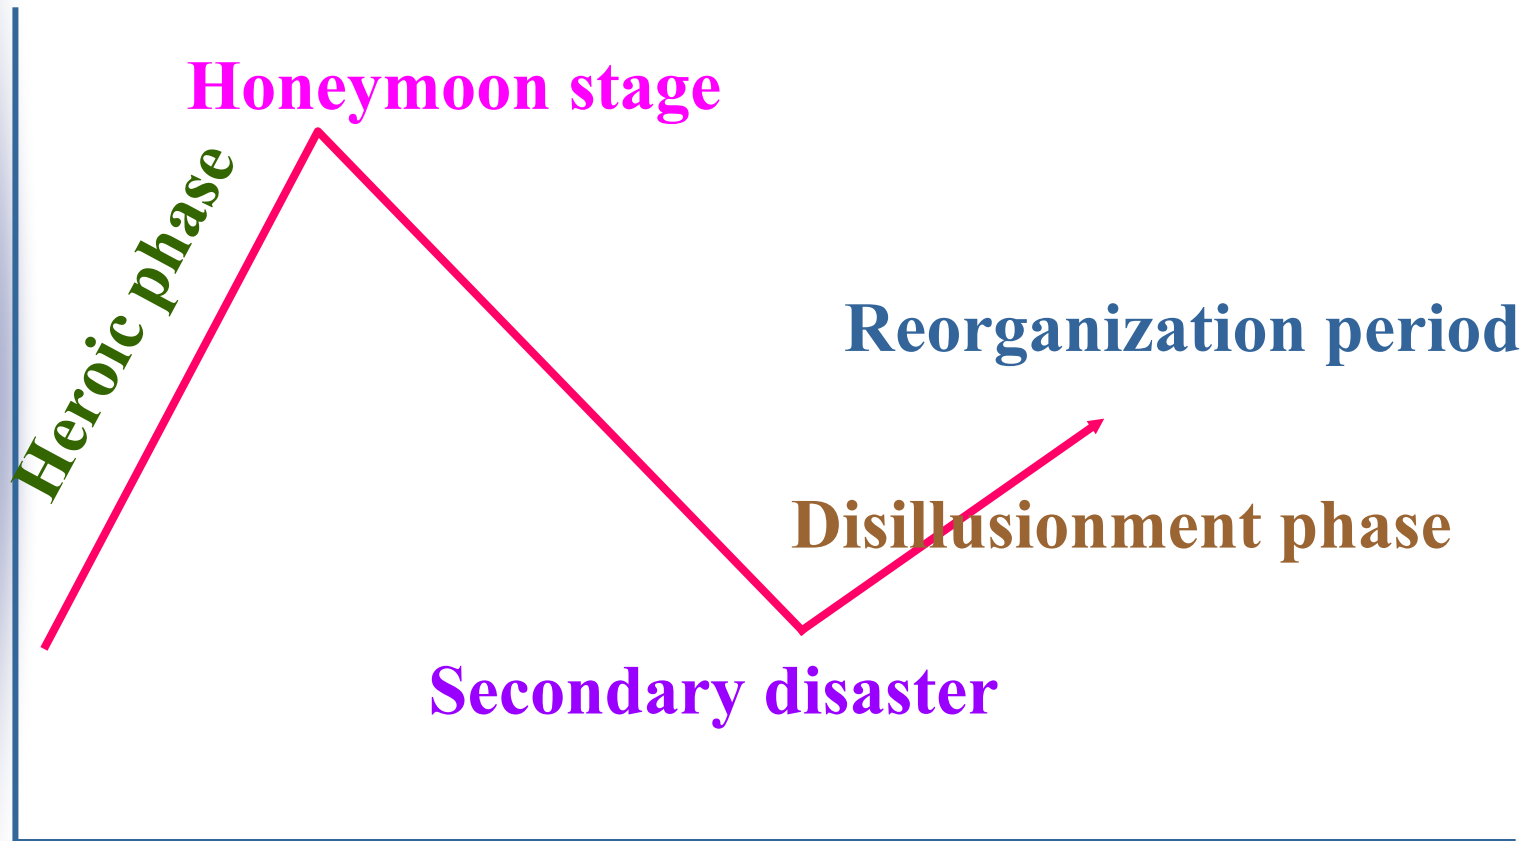 Honeymoon stage
Heroic phase
Reorganization period
Disillusionment phase
Secondary disaster